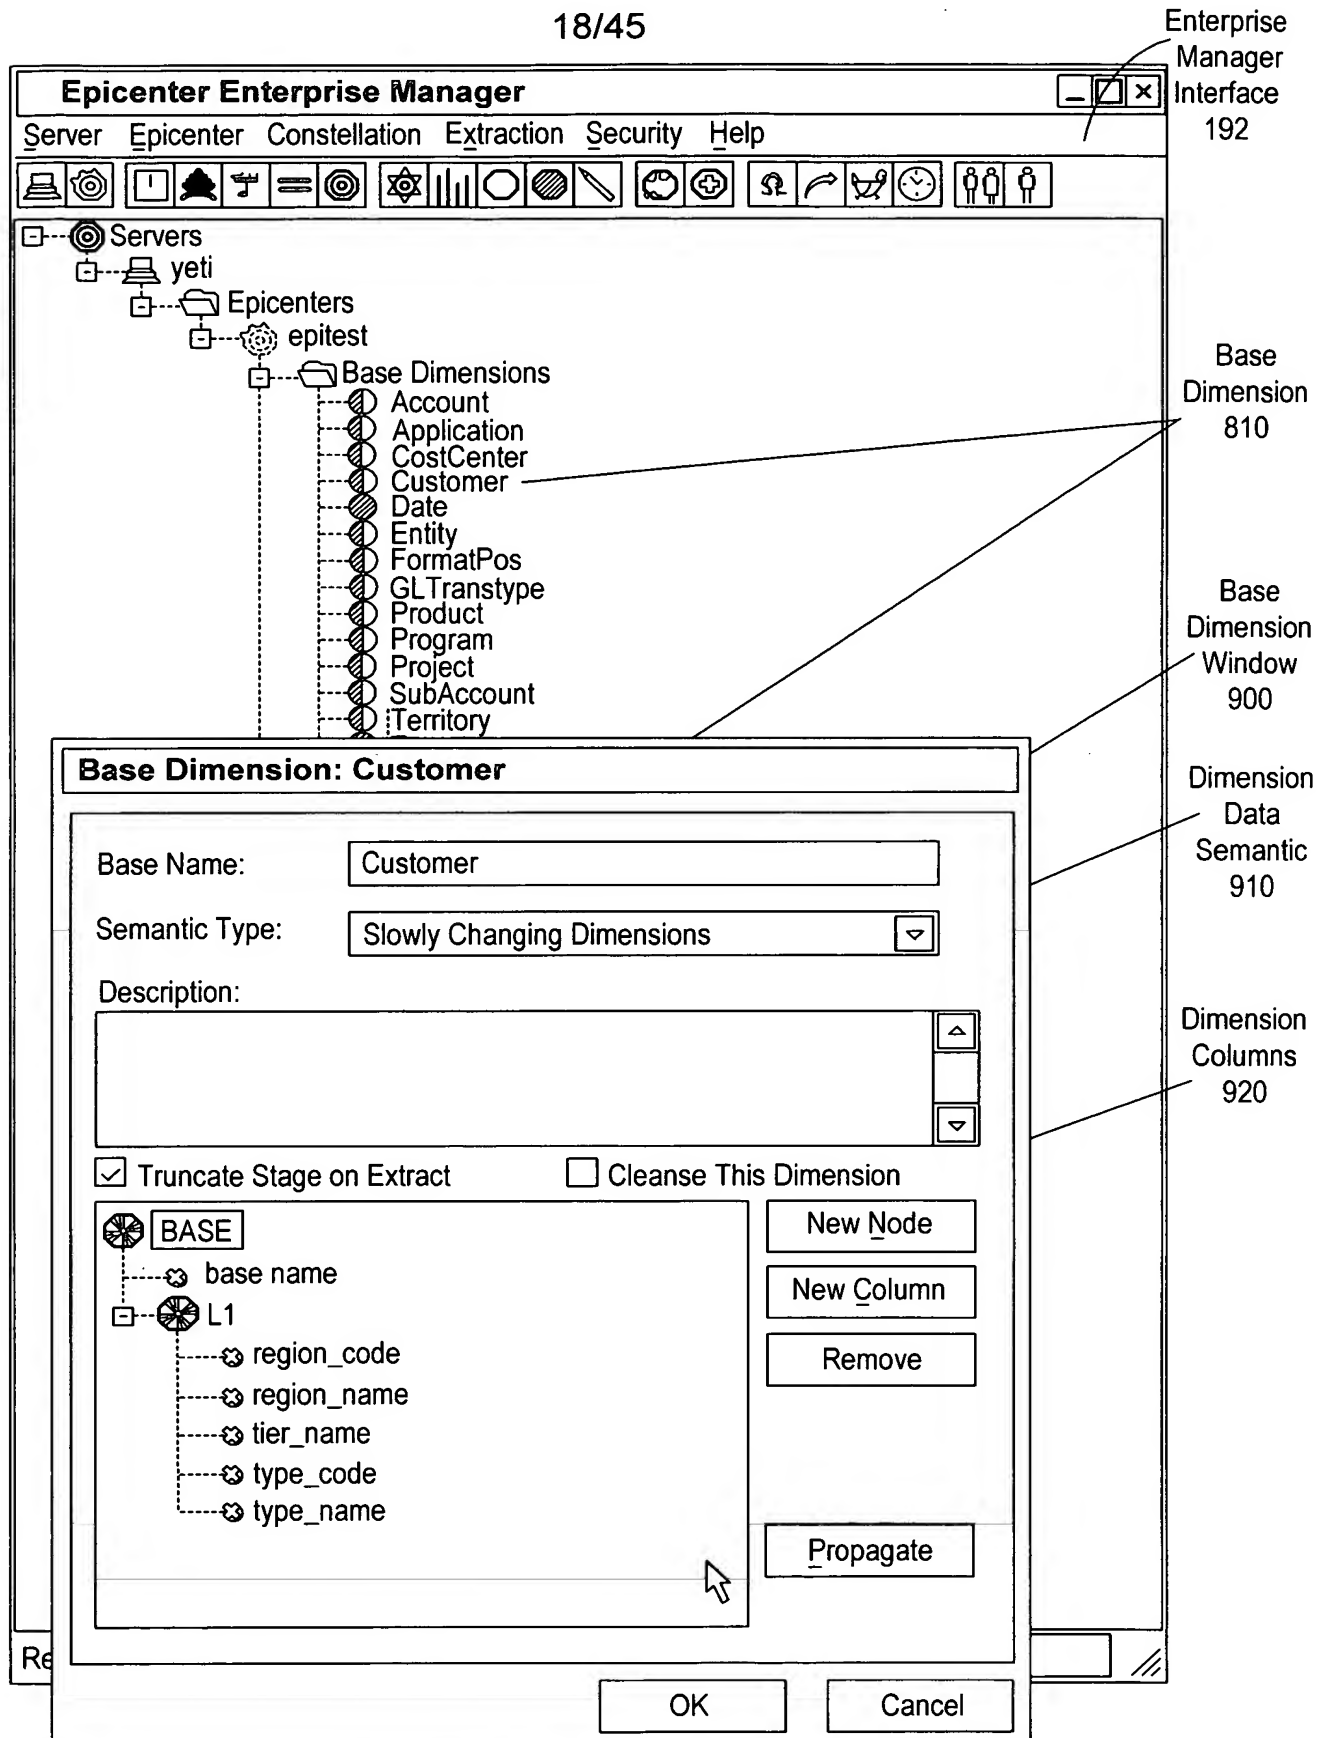 18/45
Enterprise
Manager
Interface
192
Epicenter Enterprise Manager
Server Epicenter Constellation Extraction Security Help
Servers
yeti
Epicenters
epitest
Base Dimensions
Account
Application
CostCenter
Customer
Date
Entity
FormatPos
GLTranstype
Product
Program
Project
SubAccount
Territory
Base
Dimension
810
Base
Dimension
Window
900
Dimension
Data
Semantic
910
Dimension
Columns
920
Base Dimension: Customer
Base Name: Customer
Semantic Type: Slowly Changing Dimensions
Description:
Truncate Stage on Extract Cleanse This Dimension
BASE
base name
L1
region_code
region_name
tier_name
type_code
type_name
New Node
New Column
Remove
Propagate
Re
OK Cancel